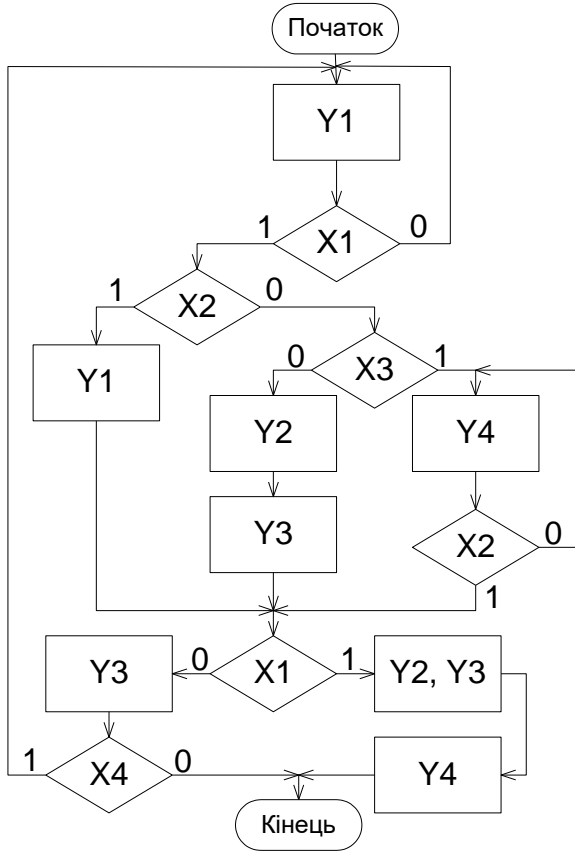 Початок
Y1
1 X1 0
1 X2 0
Y1
0 X3 1
Y2
Y4
Y3
X2 0
1
Y3
0 X1 1
Y2, Y3
1 X4 0
Y4
Кінець